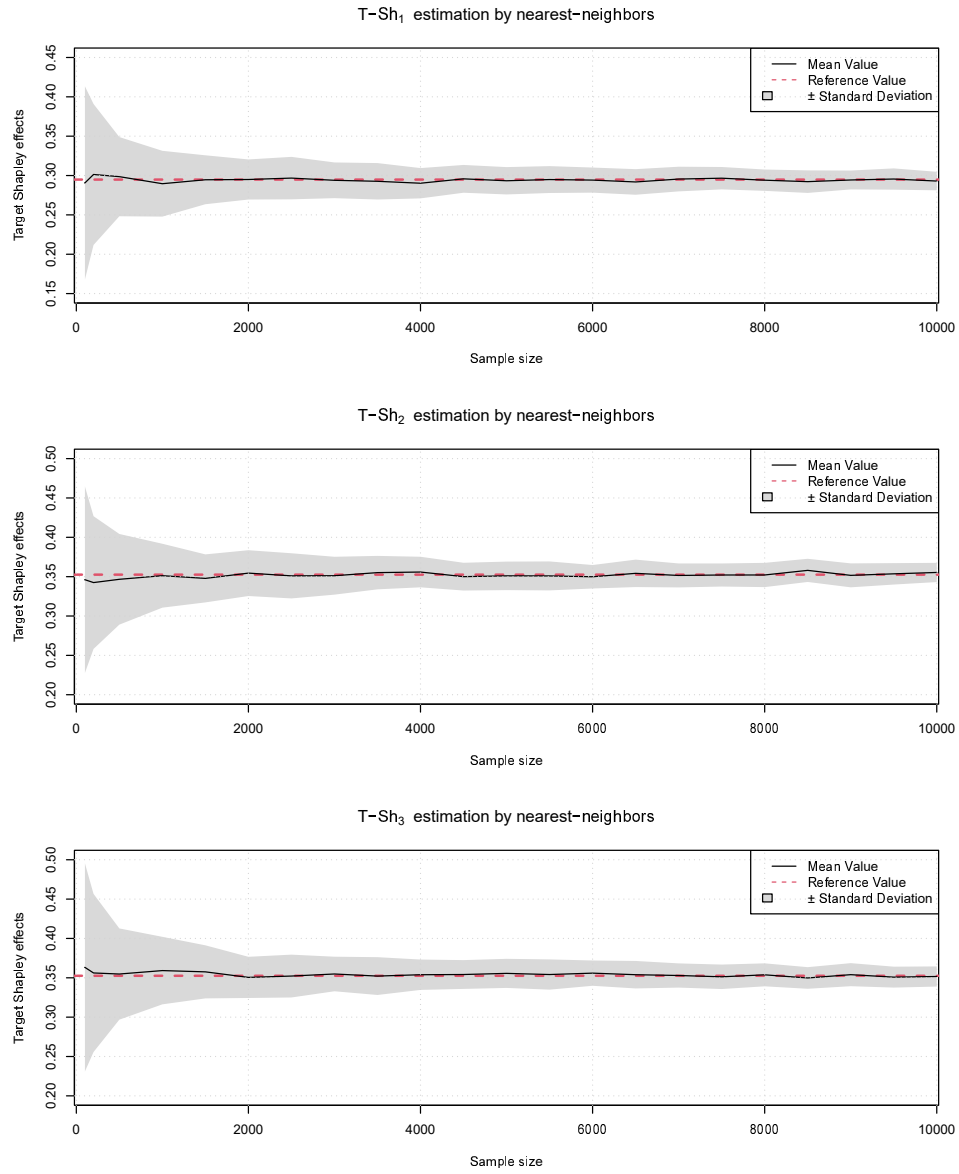 T−Sh1 estimation by nearest−neighbors
Target Shapley effects
0.45
0.40
0.35
0.30
0.25
0.20
0.15
Mean Value
Reference Value
± Standard Deviation
0 2000 4000 6000 8000 10000
Sample size
T−Sh2 estimation by nearest−neighbors
Target Shapley effects
0.50
0.45
0.40
0.35
0.30
0.25
0.20
Mean Value
Reference Value
± Standard Deviation
0 2000 4000 6000 8000 10000
Sample size
T−Sh3 estimation by nearest−neighbors
Target Shapley effects
0.50
0.45
0.40
0.35
0.30
0.25
0.20
Mean Value
Reference Value
± Standard Deviation
0 2000 4000 6000 8000 10000
Sample size